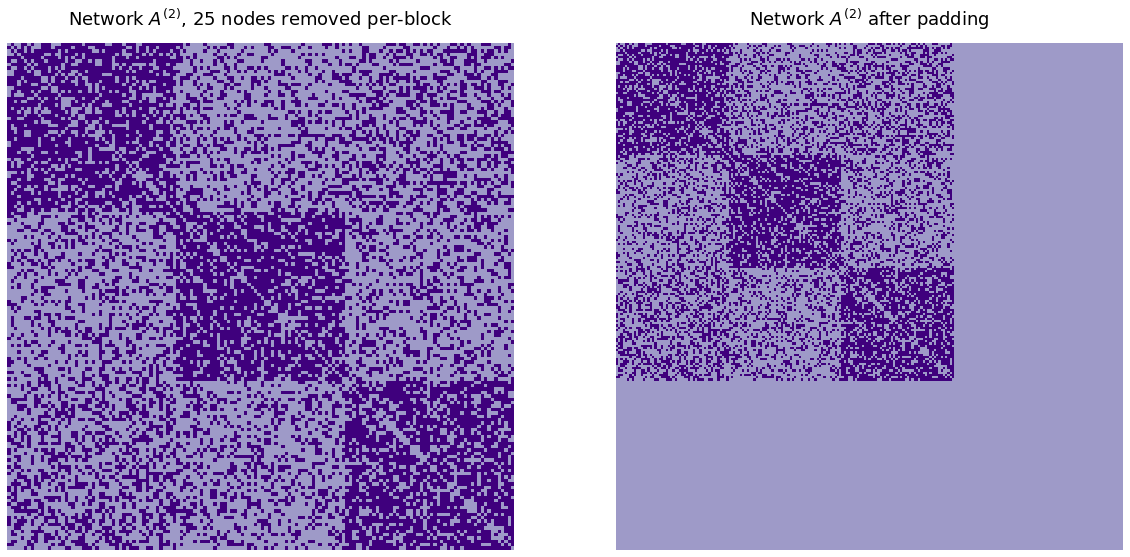 Network A^{(2)}, 25 nodes removed per-block
Network A^{(2)} after padding